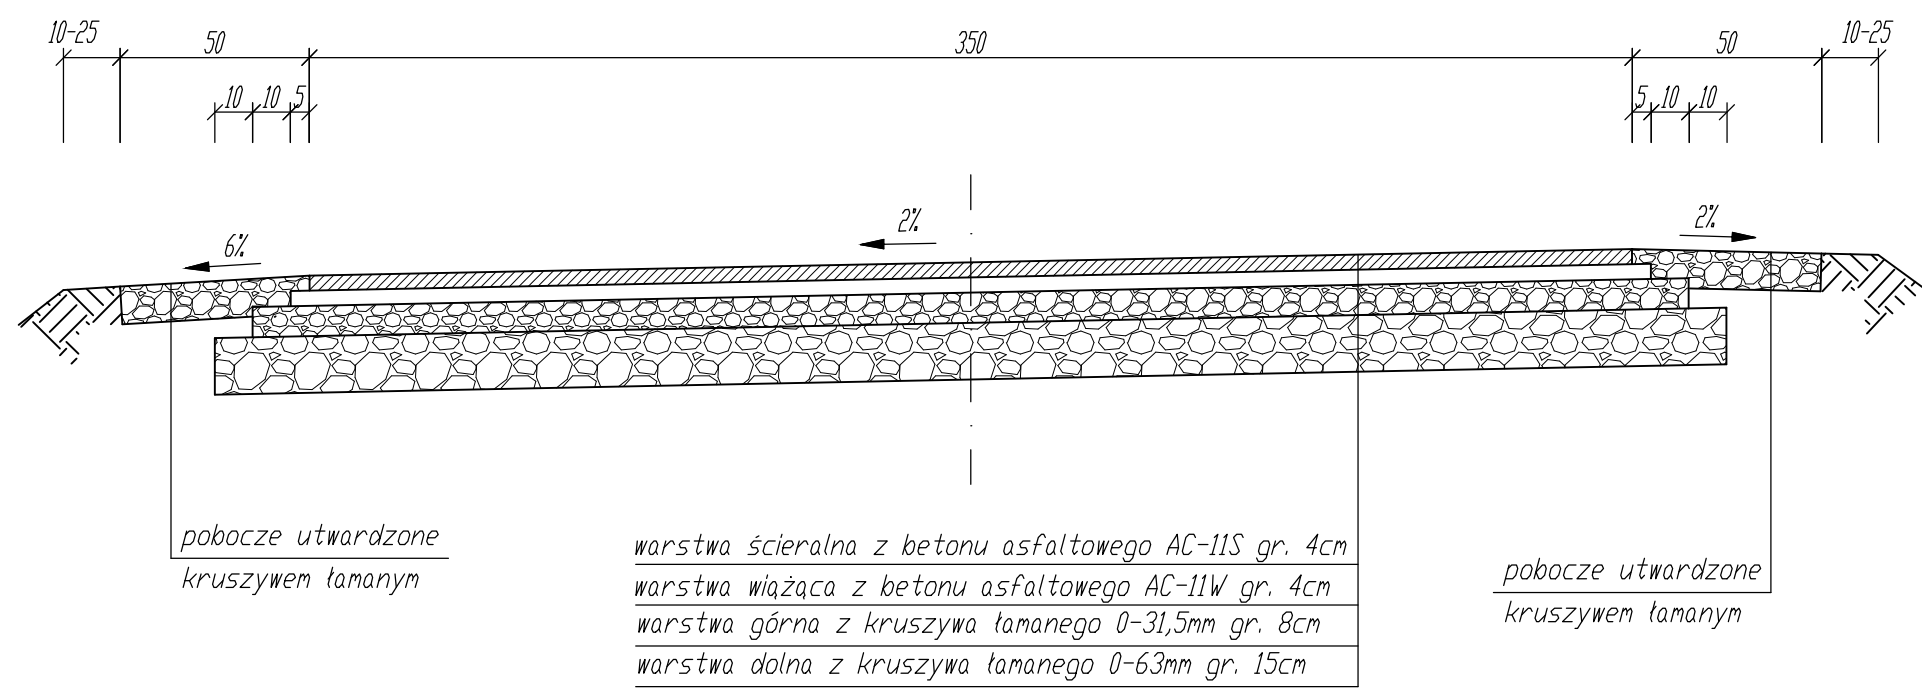 10-25 50 350 50 10-25
10 10 5 5 10 10
6% 2% 2%
pobocze utwardzone
kruszywem łamanym
warstwa ścieralna z betonu asfaltowego AC-11S gr. 4cm
warstwa wiążąca z betonu asfaltowego AC-11W gr. 4cm
warstwa górna z kruszywa łamanego 0-31,5mm gr. 8cm
warstwa dolna z kruszywa łamanego 0-63mm gr. 15cm
pobocze utwardzone
kruszywem łamanym